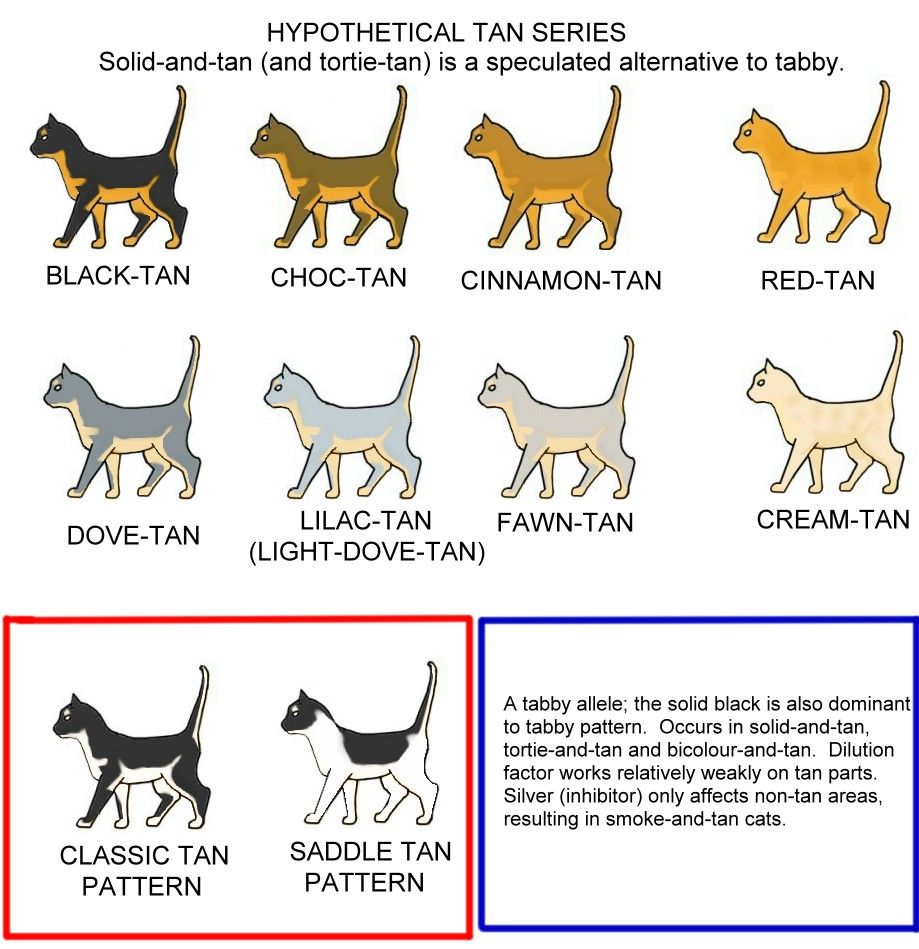 HYPOTHETICAL TAN SERIES
Solid-and-tan (and tortie-tan) is a speculated alternative to tabby.
BLACK-TAN
CHOC-TAN
CINNAMON-TAN
RED-TAN
DOVE-TAN
LILAC-TAN
(LIGHT-DOVE-TAN)
FAWN-TAN
CREAM-TAN
CLASSIC TAN
PATTERN
SADDLE TAN
PATTERN
A tabby allele; the solid black is also dominant
to tabby pattern.  Occurs in solid-and-tan,
tortie-and-tan and bicolour-and-tan.  Dilution
factor works relatively weakly on tan parts.
Silver (inhibitor) only affects non-tan areas,
resulting in smoke-and-tan cats.